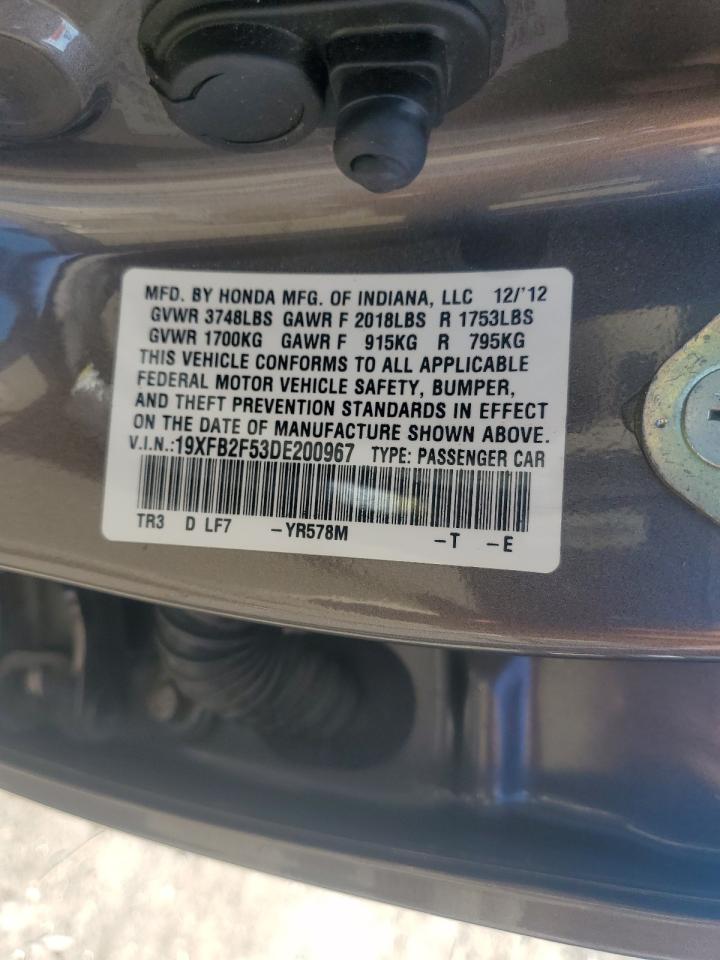 MFD. BY HONDA MFG. OF INDIANA, LLC 12/'12
GVWR 3748LBS GAWR F 2018LBS R 1753LBS
GVWR 1700KG GAWR F 915KG R 795KG
THIS VEHICLE CONFORMS TO ALL APPLICABLE
FEDERAL MOTOR VEHICLE SAFETY, BUMPER,
AND THEFT PREVENTION STANDARDS IN EFFECT
ON THE DATE OF MANUFACTURE SHOWN ABOVE.
V.I.N.:19XFB2F53DE200967 TYPE: PASSENGER CAR
TR3 D LF7 -YR578M -T -E